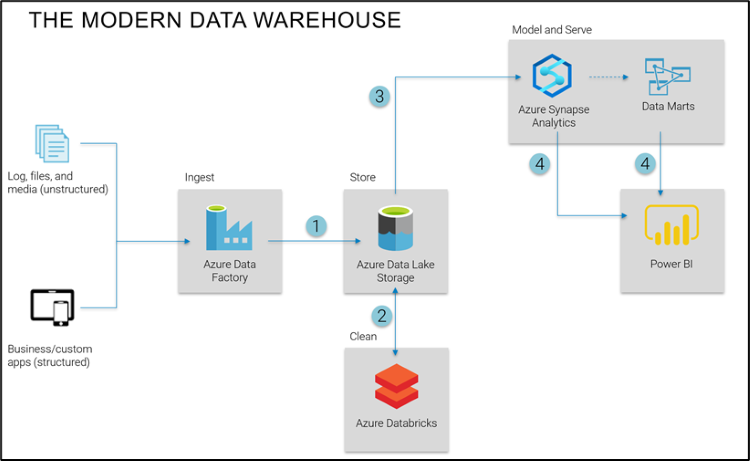 THE MODERN DATA WAREHOUSE
Model and Serve
Azure Synapse
Analytics
Data Marts
3
4
4
Log, files, and
media (unstructured)
Ingest
Store
Azure Data
Factory
1
Azure Data Lake
Storage
Power BI
2
Clean
Business/custom
apps (structured)
Azure Databricks